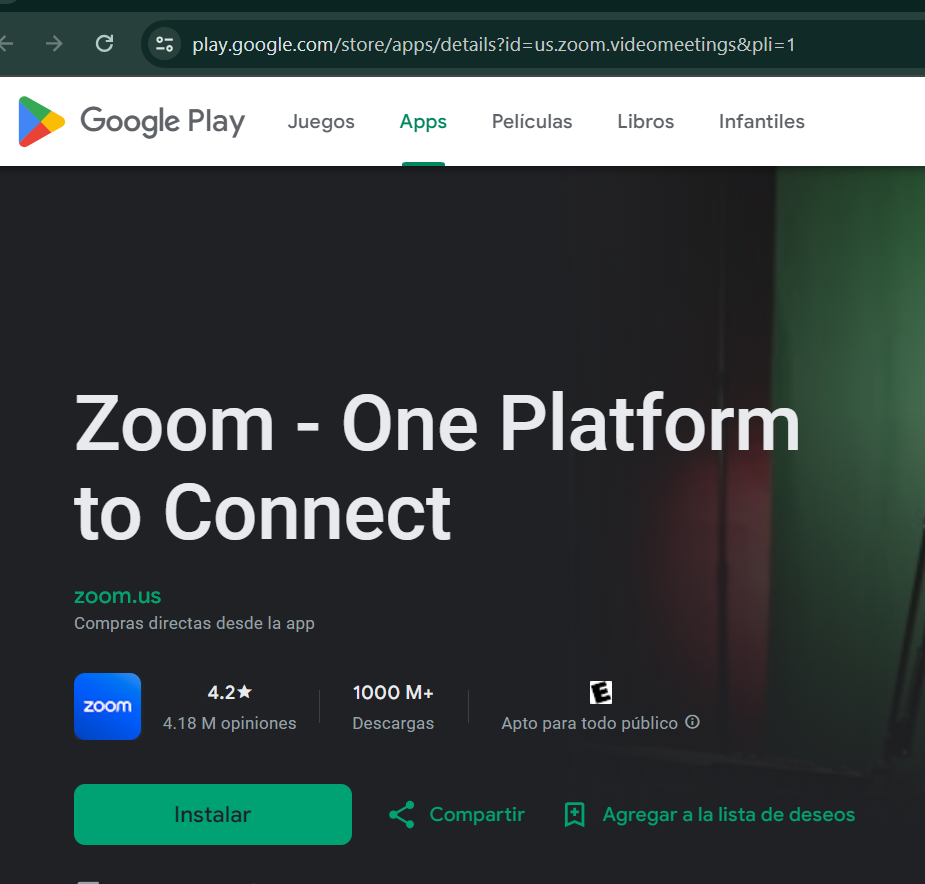 play.google.com/store/apps/details?id=us.zoom.videomeetings&pli=1
Google Play Juegos Apps Películas Libros Infantiles
Zoom - One Platform
to Connect
zoom.us
Compras directas desde la app
zoom
4.2★ 1000 M+ E
4.18 M opiniones Descargas Apto para todo público
Instalar Compartir Agregar a la lista de deseos